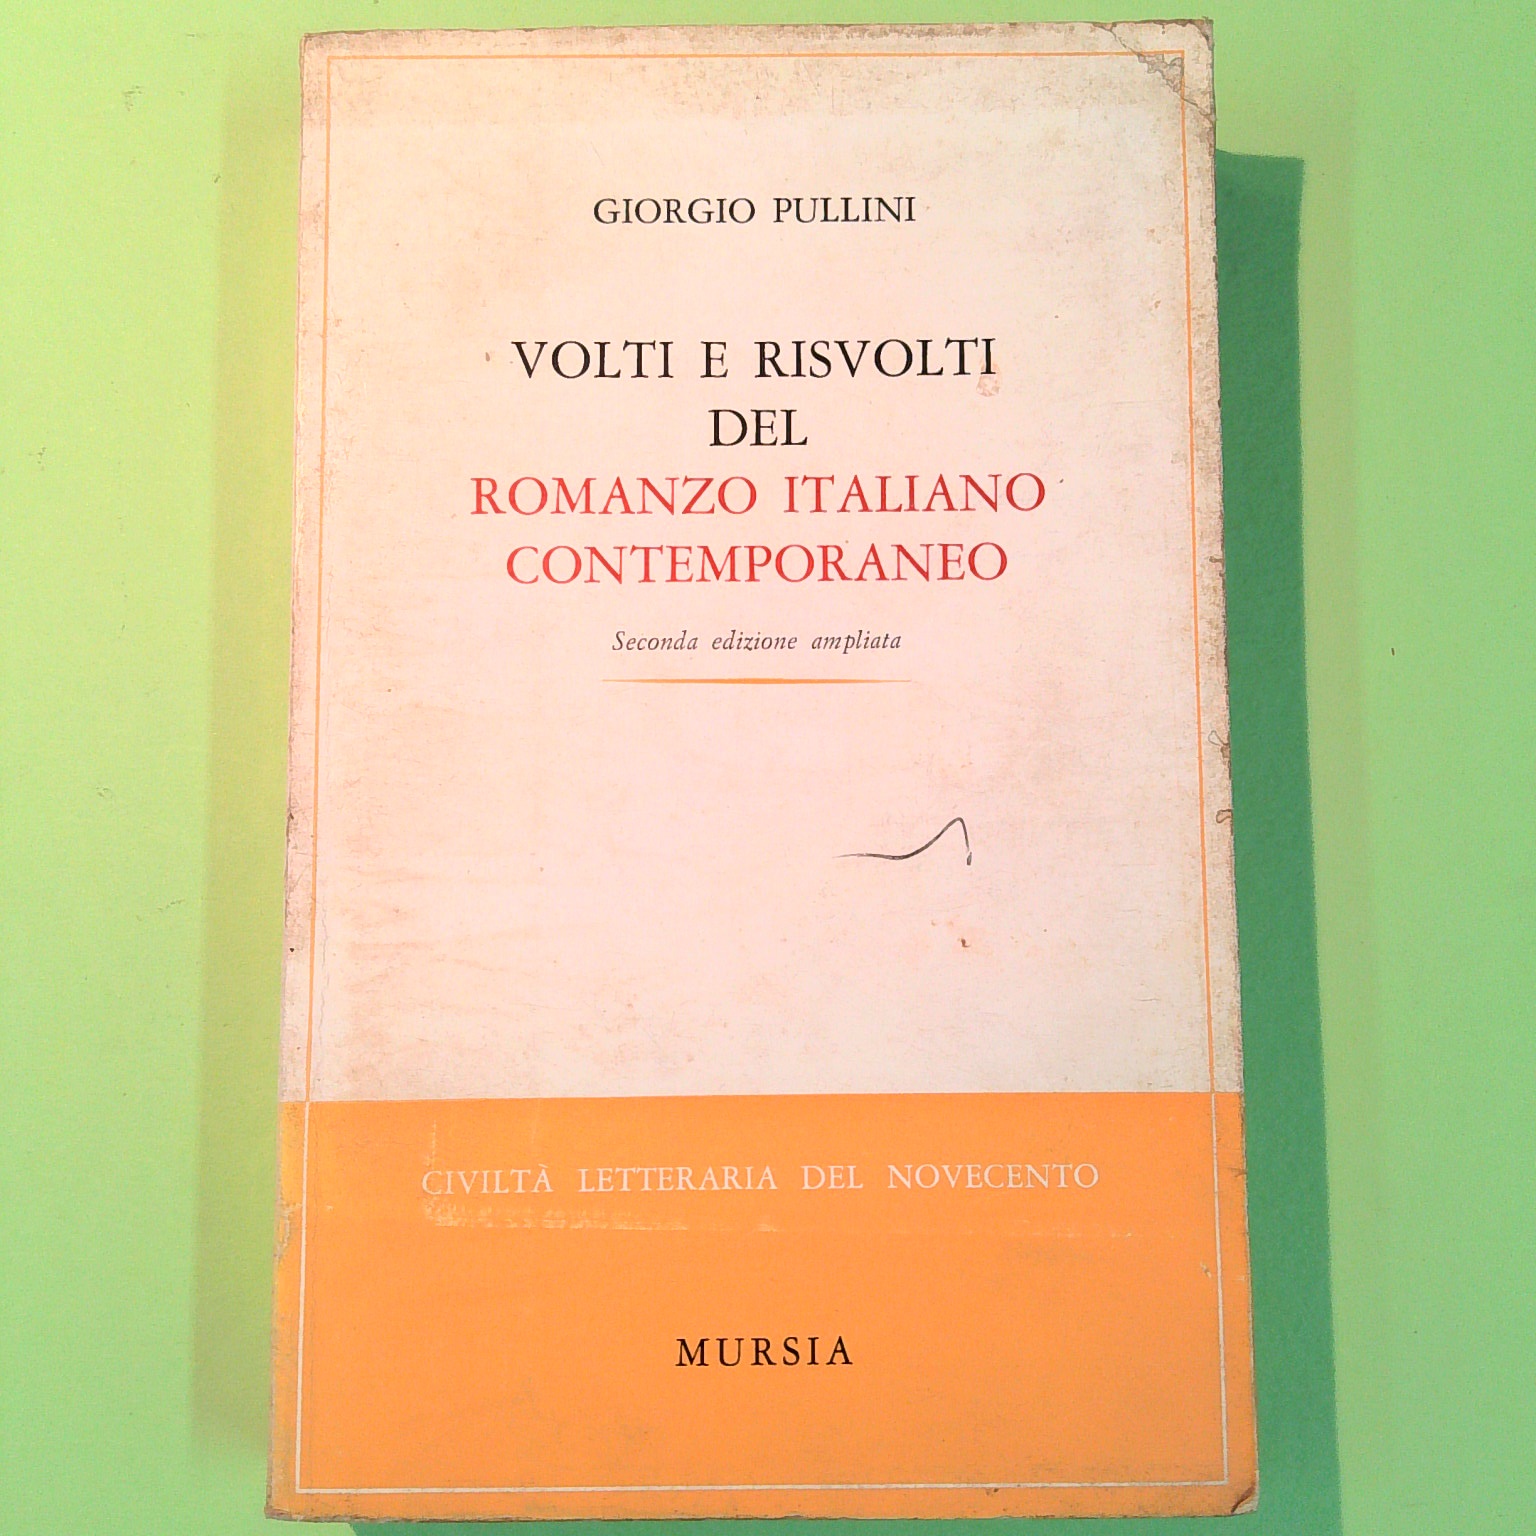 GIORGIO PULLINI
VOLTI E RISVOLTI
DEL
ROMANZO ITALIANO
CONTEMPORANEO
Seconda edizione ampliata
CIVILTÀ LETTERARIA DEL NOVECENTO
MURSIA